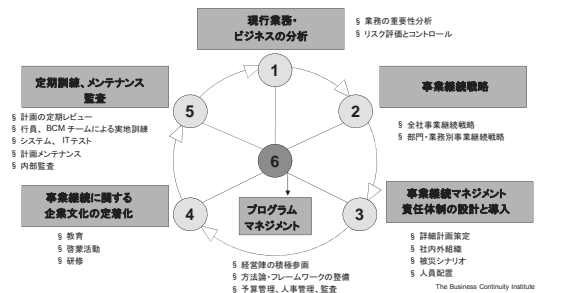 現行業務・
ビジネスの分析
§ 業務の重要性分析
§ リスク評価とコントロール
1
定期訓練、メンテナンス
監査
§ 計画の定期レビュー
§ 行員、BCMチームによる実地訓練
§ システム、ITテスト
§ 計画メンテナンス
§ 内部監査
5
2
事業継続戦略
§ 全社事業継続戦略
§ 部門・業務別事業継続戦略
6
事業継続に関する
企業文化の定着化
§ 教育
§ 啓蒙活動
§ 研修
4
プログラム
マネジメント
§ 経営陣の積極参画
§ 方法論・フレームワークの整備
§ 予算管理、人事管理、監査
3
事業継続マネジメント
責任体制の設計と導入
§ 詳細計画策定
§ 社内外組織
§ 被災シナリオ
§ 人員配置
The Business Continuity Institute